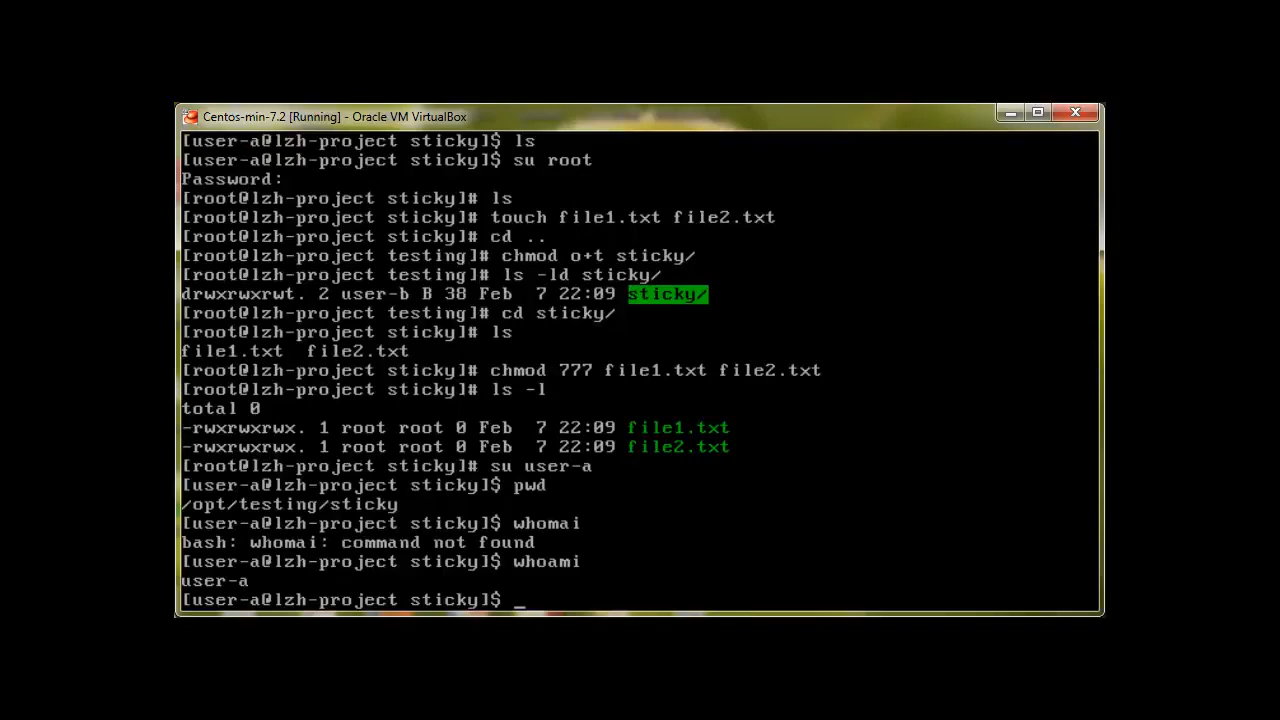 Centos-min-7.2 [Running] - Oracle VM VirtualBox
[user-a@lzh-project sticky]$ ls
[user-a@lzh-project sticky]$ su root
Password:
[root@lzh-project sticky]# ls
[root@lzh-project sticky]# touch file1.txt file2.txt
[root@lzh-project sticky]# cd ..
[root@lzh-project testing]# chmod o+t sticky/
[root@lzh-project testing]# ls -ld sticky/
drwxrwxrwt. 2 user-b B 38 Feb  7 22:09 sticky/
[root@lzh-project testing]# cd sticky/
[root@lzh-project sticky]# ls
file1.txt  file2.txt
[root@lzh-project sticky]# chmod 777 file1.txt file2.txt
[root@lzh-project sticky]# ls -l
total 0
-rwxrwxrwx. 1 root root 0 Feb  7 22:09 file1.txt
-rwxrwxrwx. 1 root root 0 Feb  7 22:09 file2.txt
[root@lzh-project sticky]# su user-a
[user-a@lzh-project sticky]$ pwd
/opt/testing/sticky
[user-a@lzh-project sticky]$ whomai
bash: whomai: command not found
[user-a@lzh-project sticky]$ whoami
user-a
[user-a@lzh-project sticky]$ _